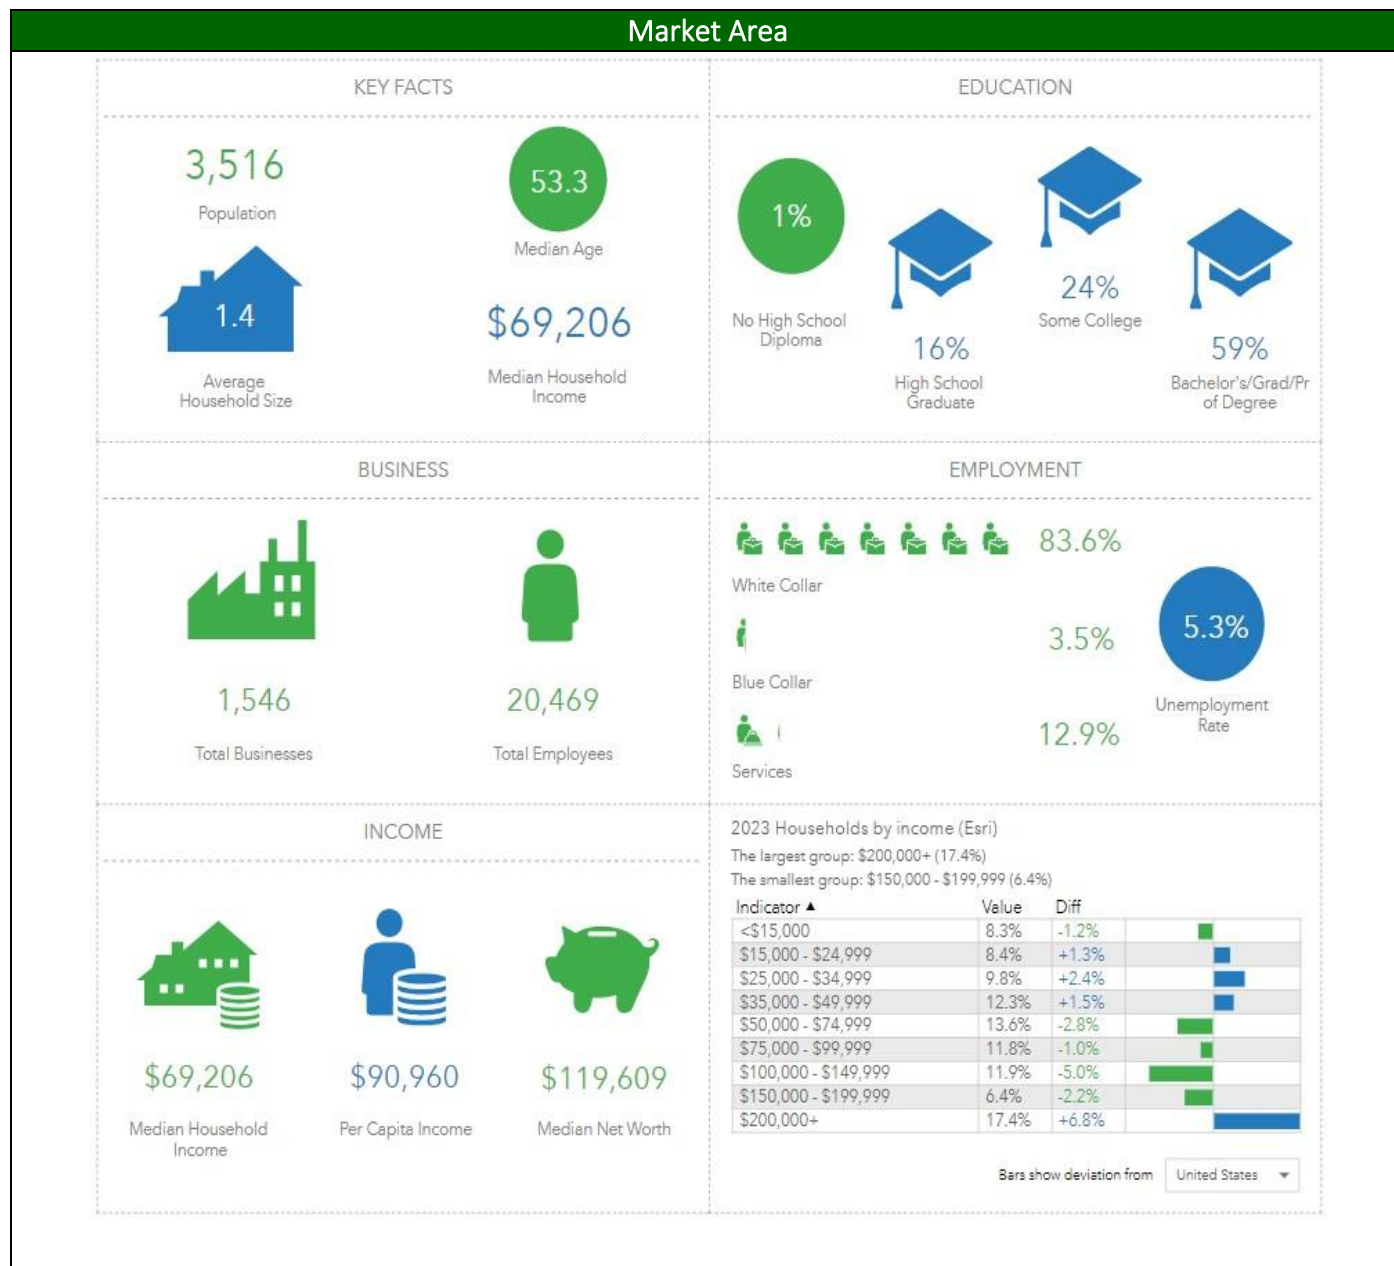 Market Area
KEY FACTS
3,516
Population
53.3
Median Age
1.4
Average
Household Size
$69,206
Median Household
Income
EDUCATION
1%
No High School
Diploma
16%
High School
Graduate
24%
Some College
59%
Bachelor's/Grad/Pr
of Degree
BUSINESS
1,546
Total Businesses
20,469
Total Employees
EMPLOYMENT
83.6%
White Collar
3.5%
Blue Collar
12.9%
Services
5.3%
Unemployment
Rate
INCOME
$69,206
Median Household
Income
$90,960
Per Capita Income
$119,609
Median Net Worth
2023 Households by income (Esri)
The largest group: $200,000+ (17.4%)
The smallest group: $150,000 - $199,999 (6.4%)
Indicator ▲ Value Diff
<$15,000 8.3% -1.2%
$15,000 - $24,999 8.4% +1.3%
$25,000 - $34,999 9.8% +2.4%
$35,000 - $49,999 12.3% +1.5%
$50,000 - $74,999 13.6% -2.8%
$75,000 - $99,999 11.8% -1.0%
$100,000 - $149,999 11.9% -5.0%
$150,000 - $199,999 6.4% -2.2%
$200,000+ 17.4% +6.8%
Bars show deviation from United States